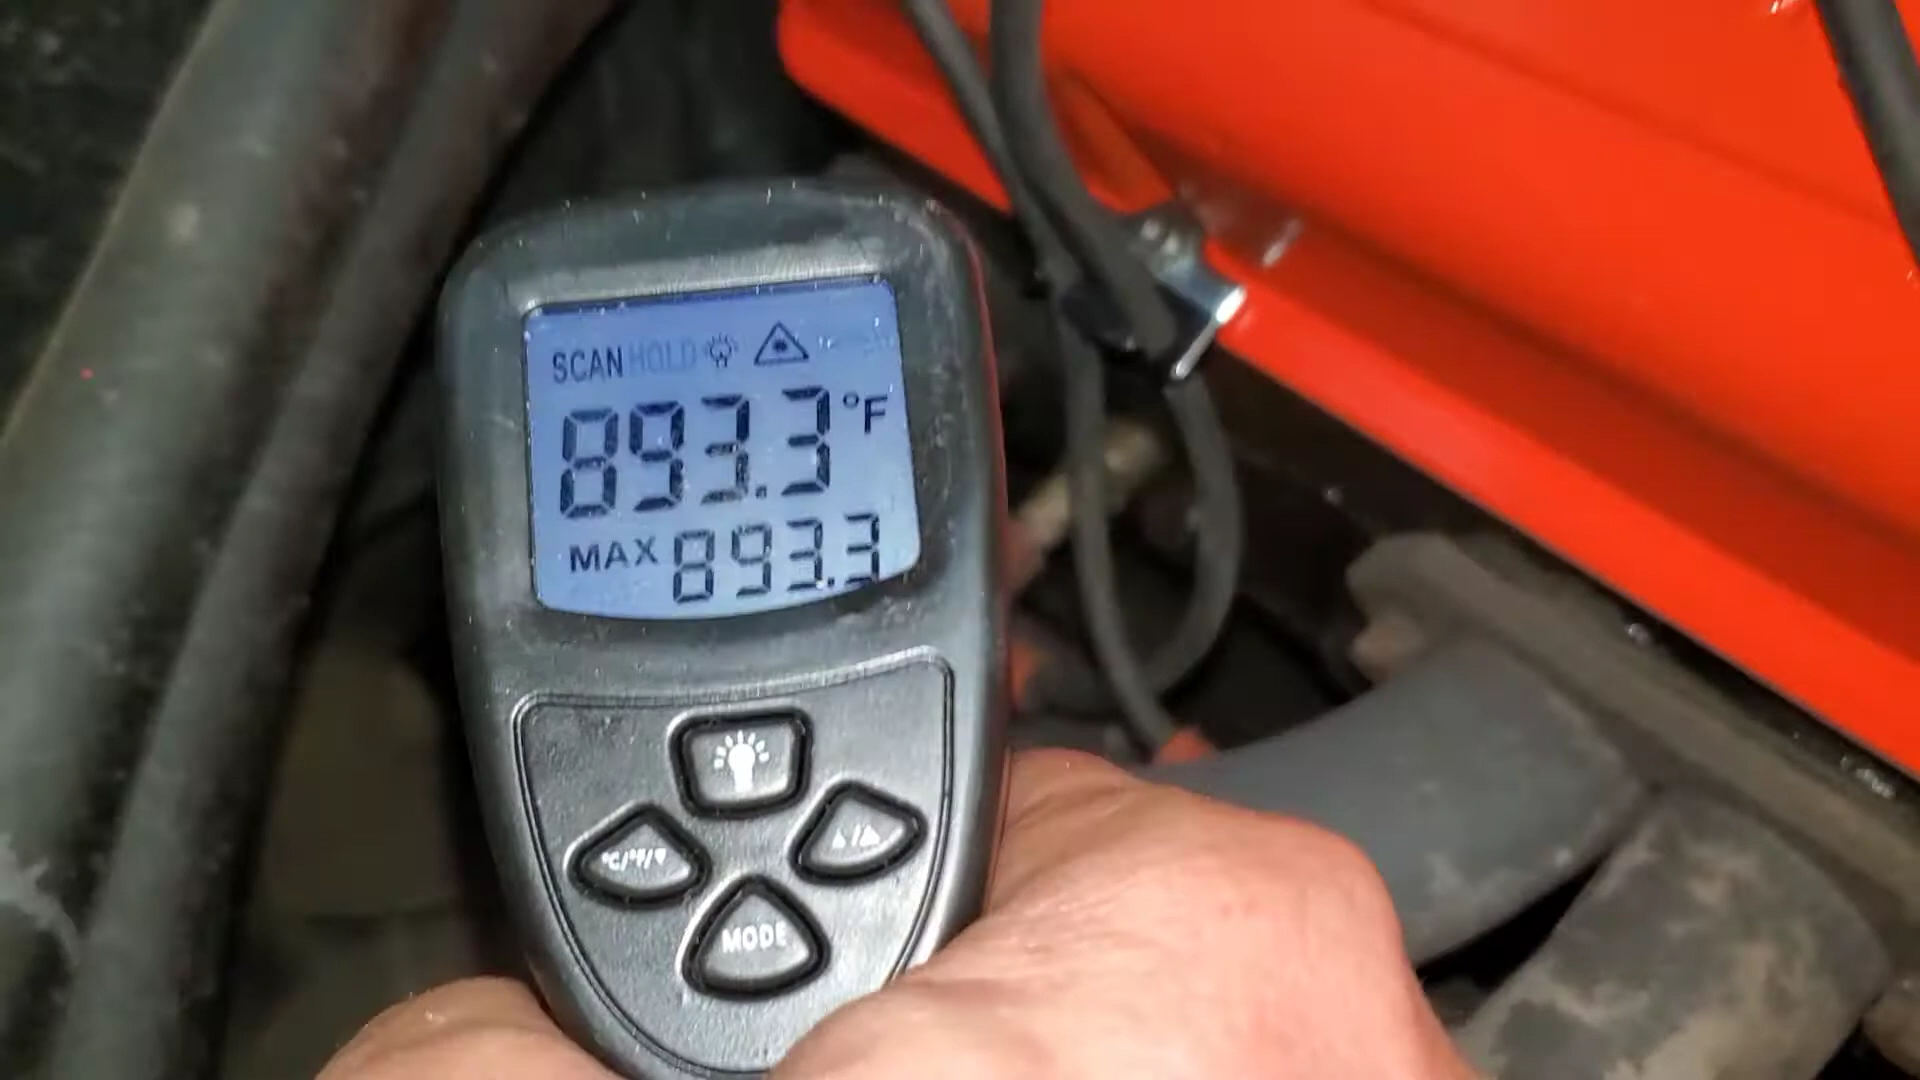 SCAN HOLD
893.3 °F
MAX 893.3
°C/°F/▼
MODE